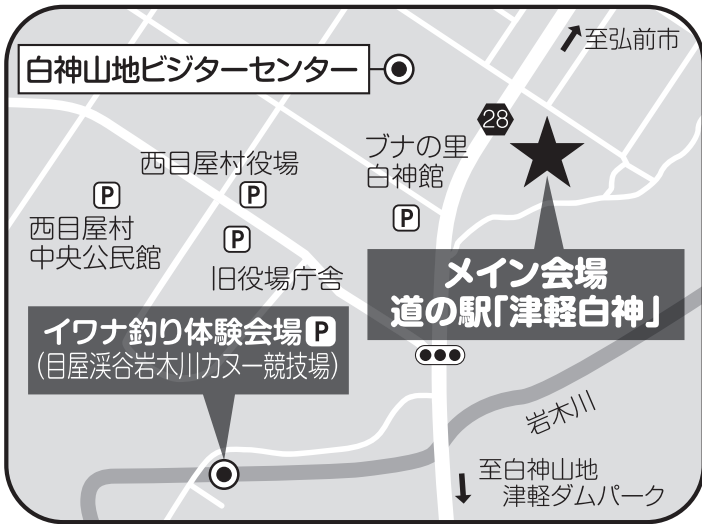 至弘前市
白神山地ビジターセンター
28
ブナの里
白神館
P
西目屋村役場
P
P
西目屋村
中央公民館
P
旧役場庁舎
メイン会場
道の駅「津軽白神」
イワナ釣り体験会場 P
(目屋渓谷岩木川カヌー競技場)
岩木川
至白神山地
津軽ダムパーク